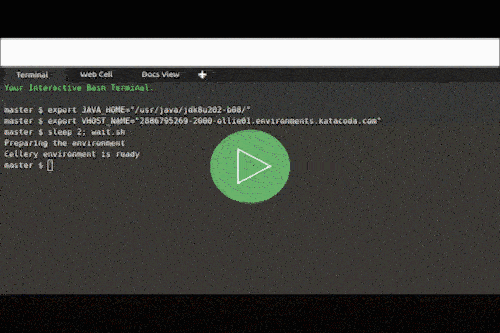 Terminal Web Cell Docs View +
Your Interactive Bash Terminal.
master $ export JAVA_HOME="/usr/java/jdk8u202-b08/"
master $ export VHOST_NAME="2886795269-2000-ollie01.environments.katacoda.com"
master $ sleep 2; wait.sh
Preparing the environment
Cellery environment is ready
master $